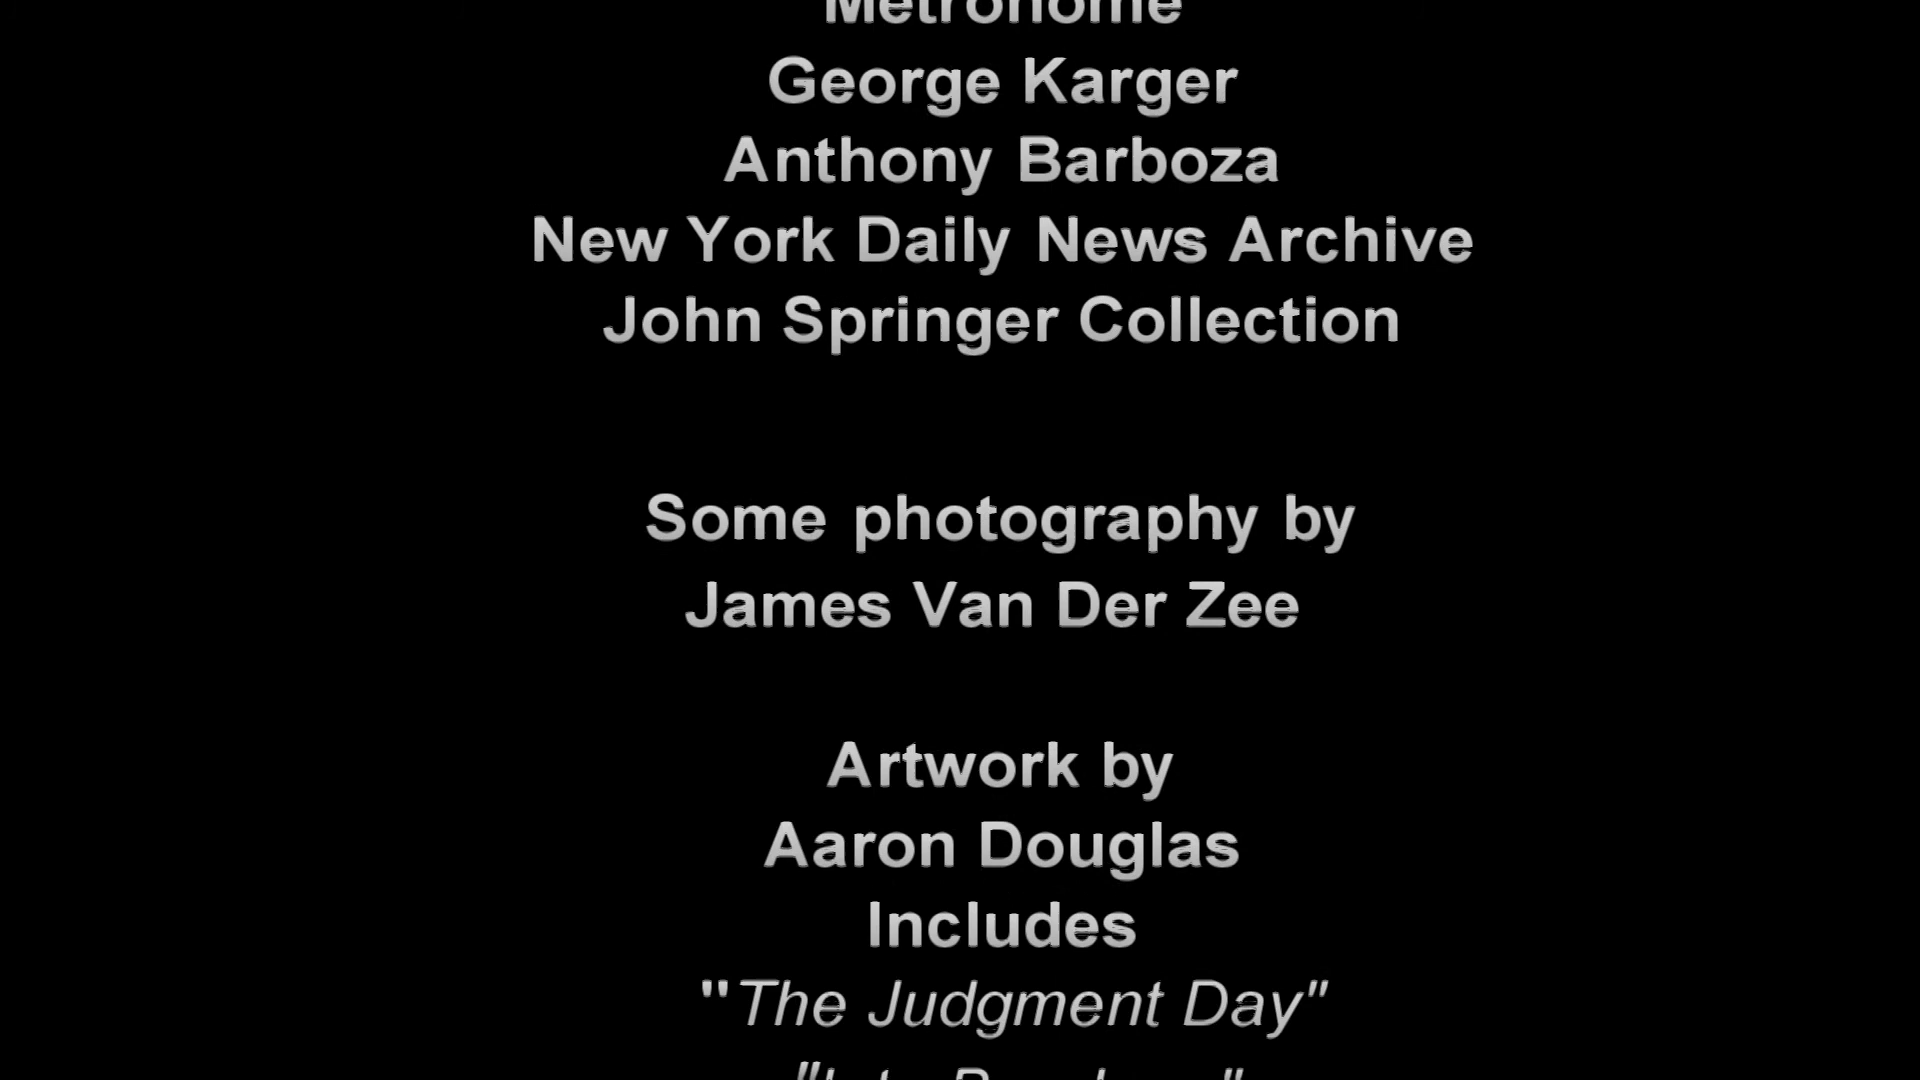 Metronome
George Karger
Anthony Barboza
New York Daily News Archive
John Springer Collection
Some photography by
James Van Der Zee
Artwork by
Aaron Douglas
Includes
"The Judgment Day"